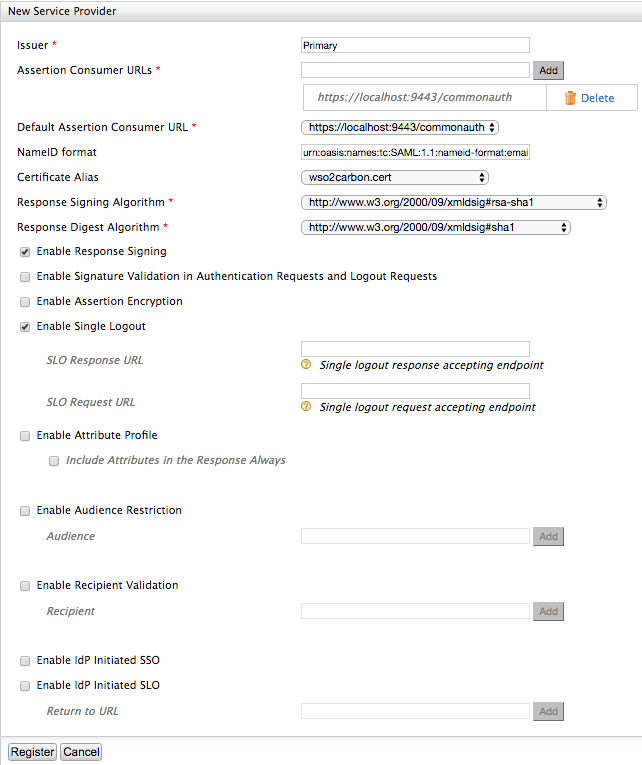 New Service Provider
Issuer * Primary
Assertion Consumer URLs * Add
https://localhost:9443/commonauth Delete
Default Assertion Consumer URL * https://localhost:9443/commonauth
NameID format urn:oasis:names:tc:SAML:1.1:nameid-format:emai
Certificate Alias wso2carbon.cert
Response Signing Algorithm * http://www.w3.org/2000/09/xmldsig#rsa-sha1
Response Digest Algorithm * http://www.w3.org/2000/09/xmldsig#sha1
Enable Response Signing
Enable Signature Validation in Authentication Requests and Logout Requests
Enable Assertion Encryption
Enable Single Logout
SLO Response URL
? Single logout response accepting endpoint
SLO Request URL
? Single logout request accepting endpoint
Enable Attribute Profile
Include Attributes in the Response Always
Enable Audience Restriction
Audience Add
Enable Recipient Validation
Recipient Add
Enable IdP Initiated SSO
Enable IdP Initiated SLO
Return to URL Add
Register Cancel